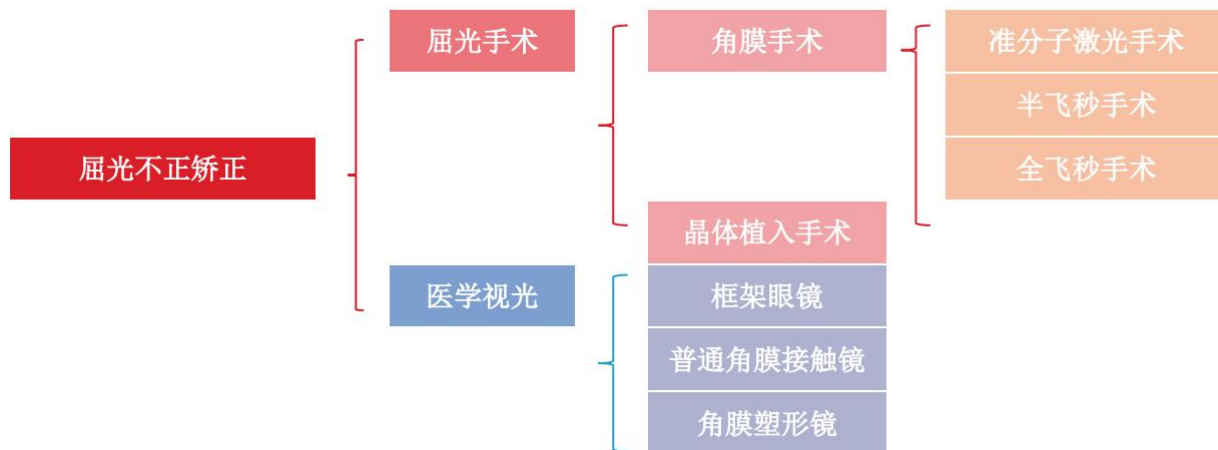 屈光不正矫正
屈光手术
角膜手术
准分子激光手术
半飞秒手术
全飞秒手术
晶体植入手术
医学视光
框架眼镜
普通角膜接触镜
角膜塑形镜